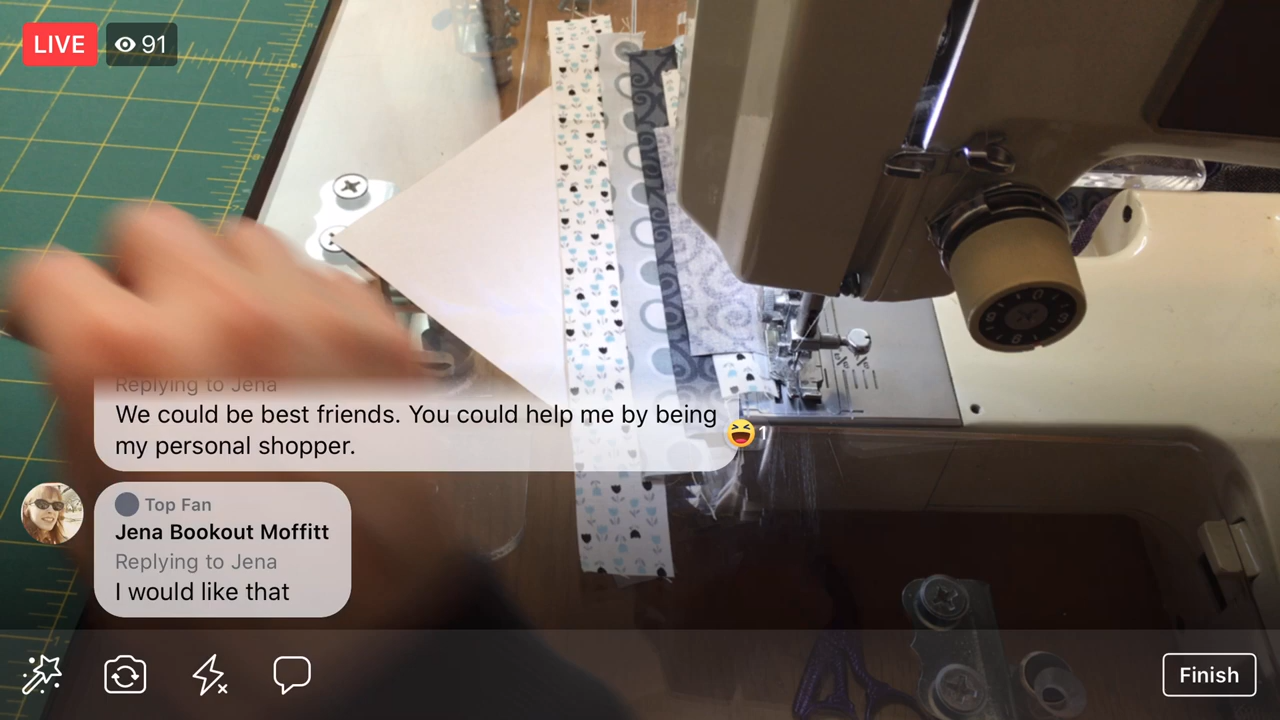 LIVE 91
Replying to Jena
We could be best friends. You could help me by being
my personal shopper.
1
Top Fan
Jena Bookout Moffitt
Replying to Jena
I would like that
Finish